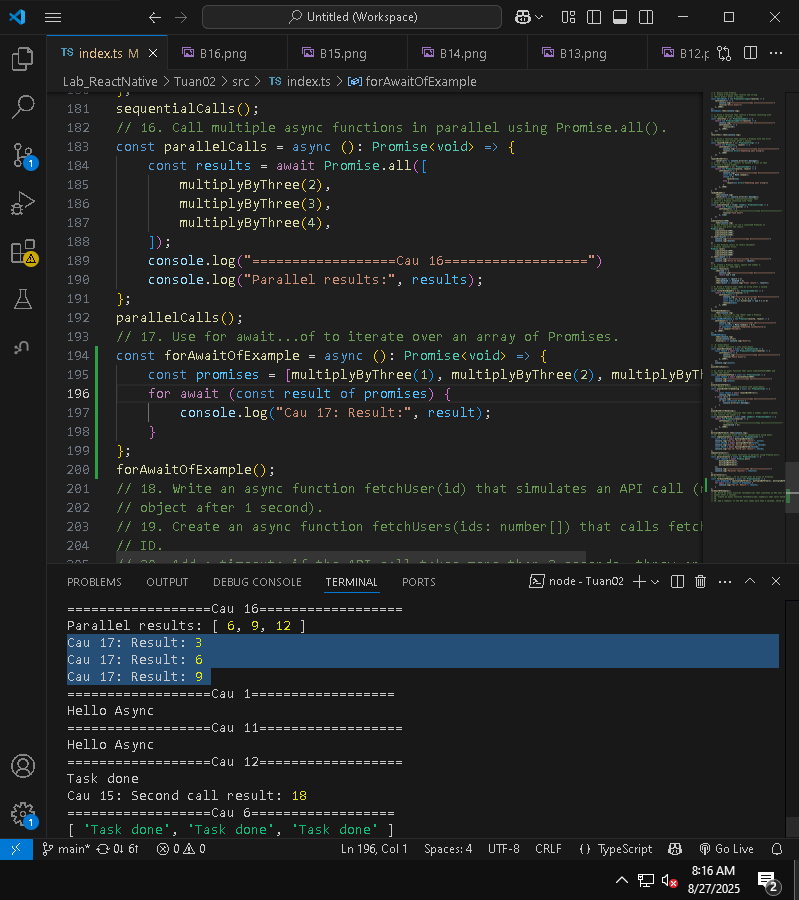 Untitled (Workspace)
TS index.ts M
B16.png
B15.png
B14.png
B13.png
B12.p
Lab_ReactNative > Tuan02 > src > TS index.ts > forAwaitOfExample
181 sequentialCalls();
182 // 16. Call multiple async functions in parallel using Promise.all().
183 const parallelCalls = async (): Promise<void> => {
184 const results = await Promise.all([
185 multiplyByThree(2),
186 multiplyByThree(3),
187 multiplyByThree(4),
188 ]);
189 console.log("==================Cau 16==================")
190 console.log("Parallel results:", results);
191 };
192 parallelCalls();
193 // 17. Use for await...of to iterate over an array of Promises.
194 const forAwaitOfExample = async (): Promise<void> => {
195 const promises = [multiplyByThree(1), multiplyByThree(2), multiplyByTh
196 for await (const result of promises) {
197 console.log("Cau 17: Result:", result);
198 }
199 };
200 forAwaitOfExample();
201 // 18. Write an async function fetchUser(id) that simulates an API call (
202 // object after 1 second).
203 // 19. Create an async function fetchUsers(ids: number[]) that calls fetc
204 // ID.
PROBLEMS
OUTPUT
DEBUG CONSOLE
TERMINAL
PORTS
node - Tuan02
==================Cau 16==================
Parallel results: [ 6, 9, 12 ]
Cau 17: Result: 3
Cau 17: Result: 6
Cau 17: Result: 9
==================Cau 1=================
Hello Async
==================Cau 11==================
Hello Async
==================Cau 12==================
Task done
Cau 15: Second call result: 18
==================Cau 6=================
[ 'Task done', 'Task done', 'Task done' ]
1
1
main* 0↓ 6↑
0 0
Ln 196, Col 1
Spaces: 4
UTF-8
CRLF
{} TypeScript
Go Live
8:16 AM
8/27/2025
2